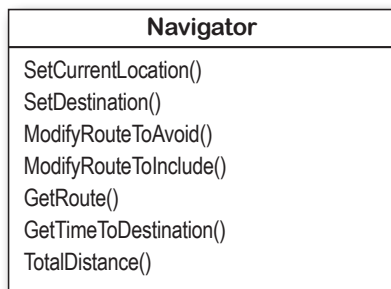 Navigator
SetCurrentLocation()
SetDestination()
ModifyRouteToAvoid()
ModifyRouteToInclude()
GetRoute()
GetTimeToDestination()
TotalDistance()